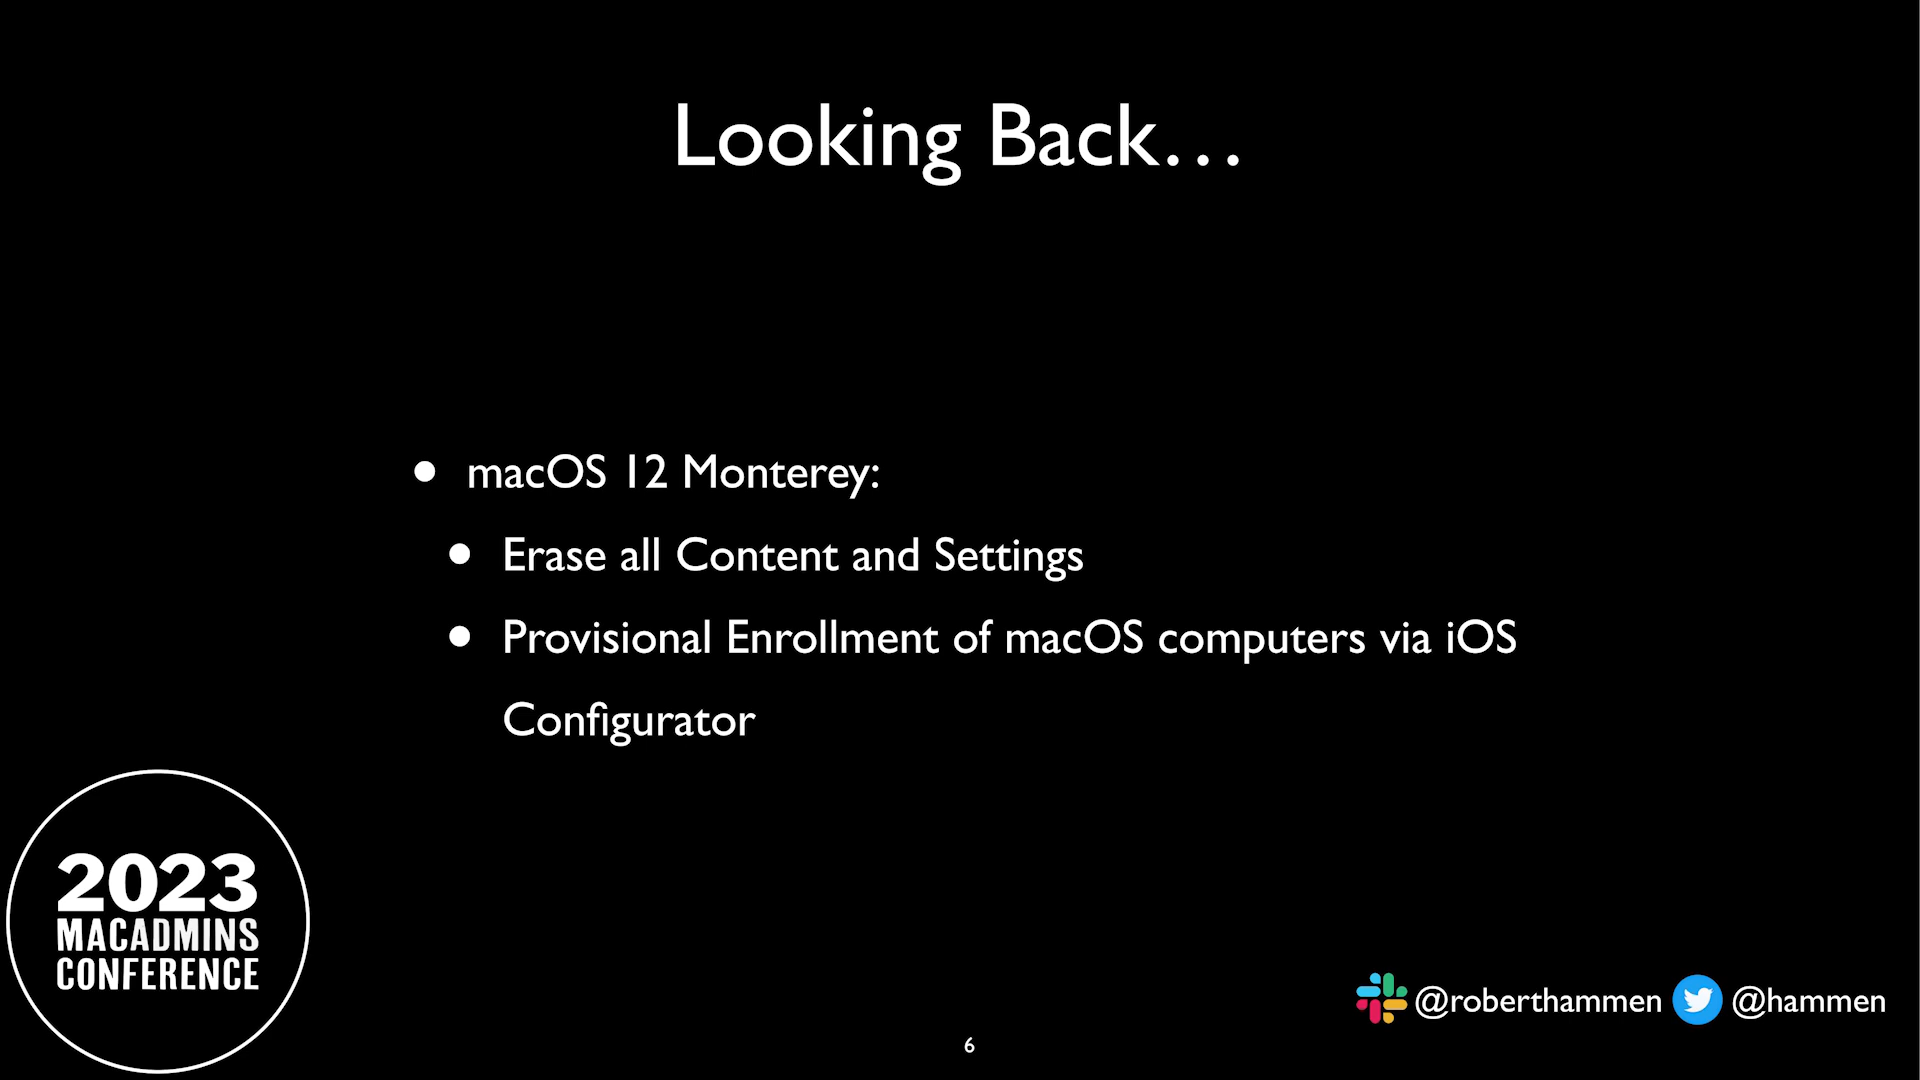 Looking Back…
• macOS 12 Monterey:
• Erase all Content and Settings
• Provisional Enrollment of macOS computers via iOS
Configurator
2023
MACADMINS
CONFERENCE
@roberthammen @hammen
6